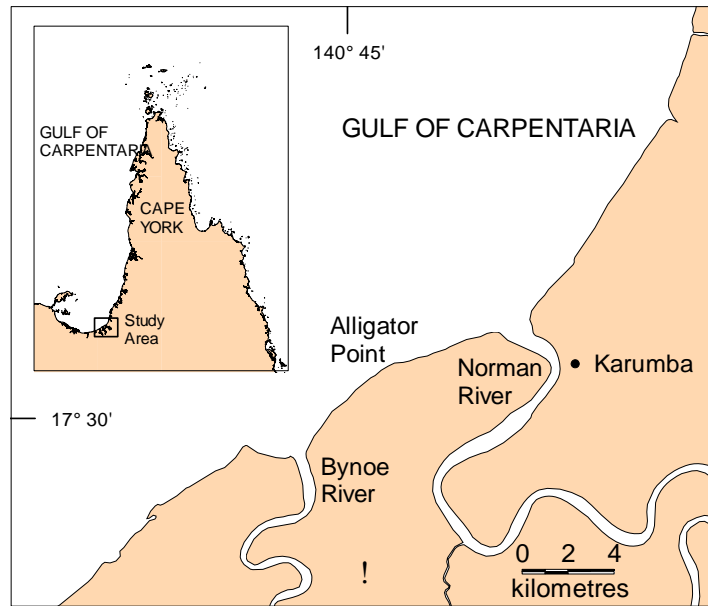 140° 45'
GULF OF CARPENTARIA
GULF OF
CARPENTARIA
CAPE
YORK
Study
Area
Alligator
Point
Norman
River
Karumba
17° 30'
Bynoe
River
!
0 2 4
kilometres